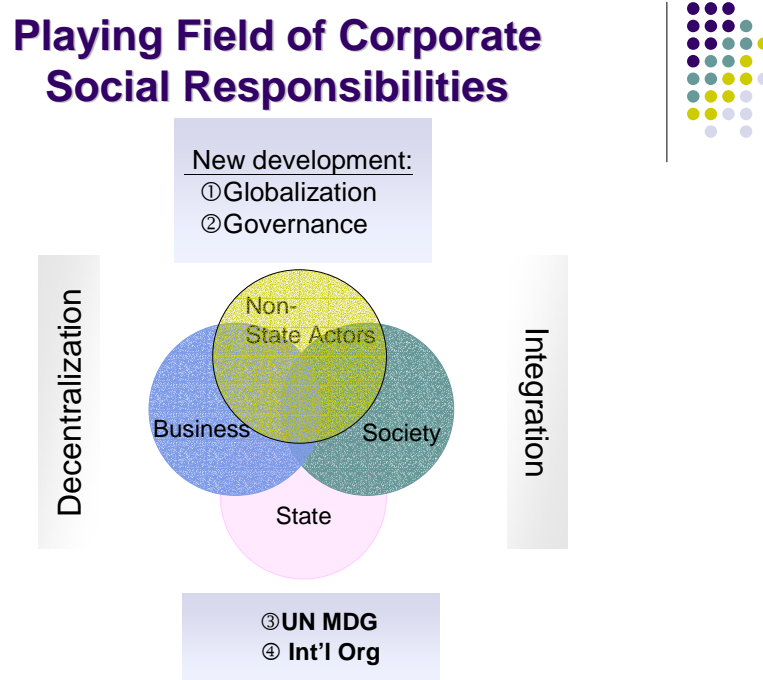 Playing Field of Corporate
Social Responsibilities
New development:
①Globalization
②Governance
Decentralization
Non-
State Actors
Business
Society
State
Integration
③UN MDG
④ Int’l Org